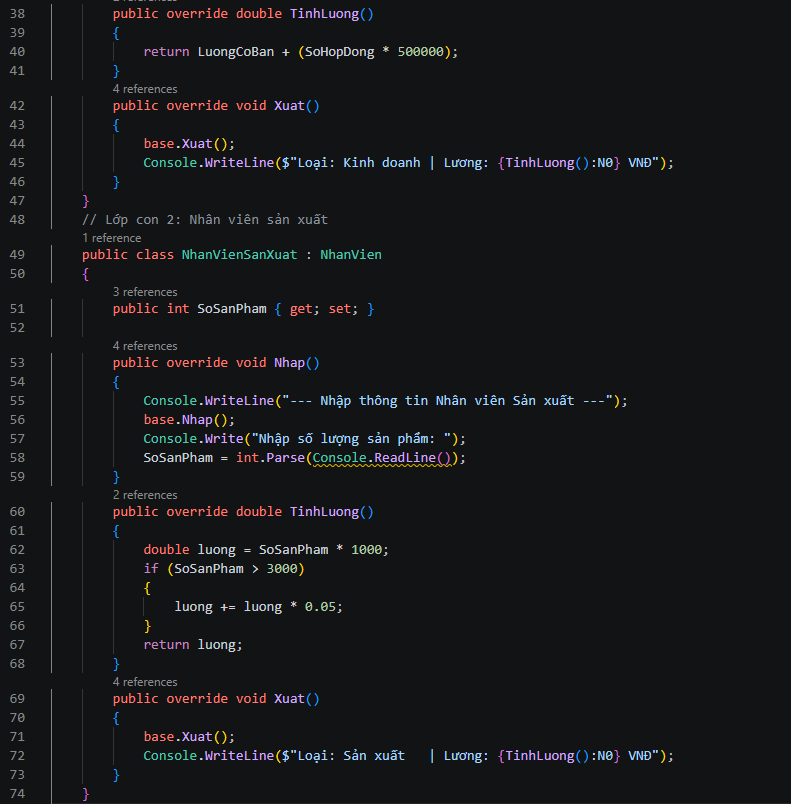 2 references
38 public override double TinhLuong()
39 {
40 return LuongCoBan + (SoHopDong * 500000);
41 }
4 references
42 public override void Xuat()
43 {
44 base.Xuat();
45 Console.WriteLine($"Loại: Kinh doanh | Lương: {TinhLuong():N0} VNĐ");
46 }
47 }
48 // Lớp con 2: Nhân viên sản xuất
1 reference
49 public class NhanVienSanXuat : NhanVien
50 {
3 references
51 public int SoSanPham { get; set; }
52
4 references
53 public override void Nhap()
54 {
55 Console.WriteLine("--- Nhập thông tin Nhân viên Sản xuất ---");
56 base.Nhap();
57 Console.Write("Nhập số lượng sản phẩm: ");
58 SoSanPham = int.Parse(Console.ReadLine());
59 }
2 references
60 public override double TinhLuong()
61 {
62 double luong = SoSanPham * 1000;
63 if (SoSanPham > 3000)
64 {
65 luong += luong * 0.05;
66 }
67 return luong;
68 }
4 references
69 public override void Xuat()
70 {
71 base.Xuat();
72 Console.WriteLine($"Loại: Sản xuất   | Lương: {TinhLuong():N0} VNĐ");
73 }
74 }